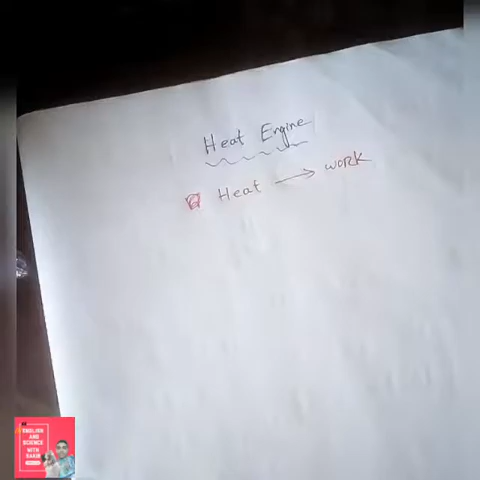 Heat Engine
Heat → WORK
ENGLISH
AND
SCIENCE
WITH